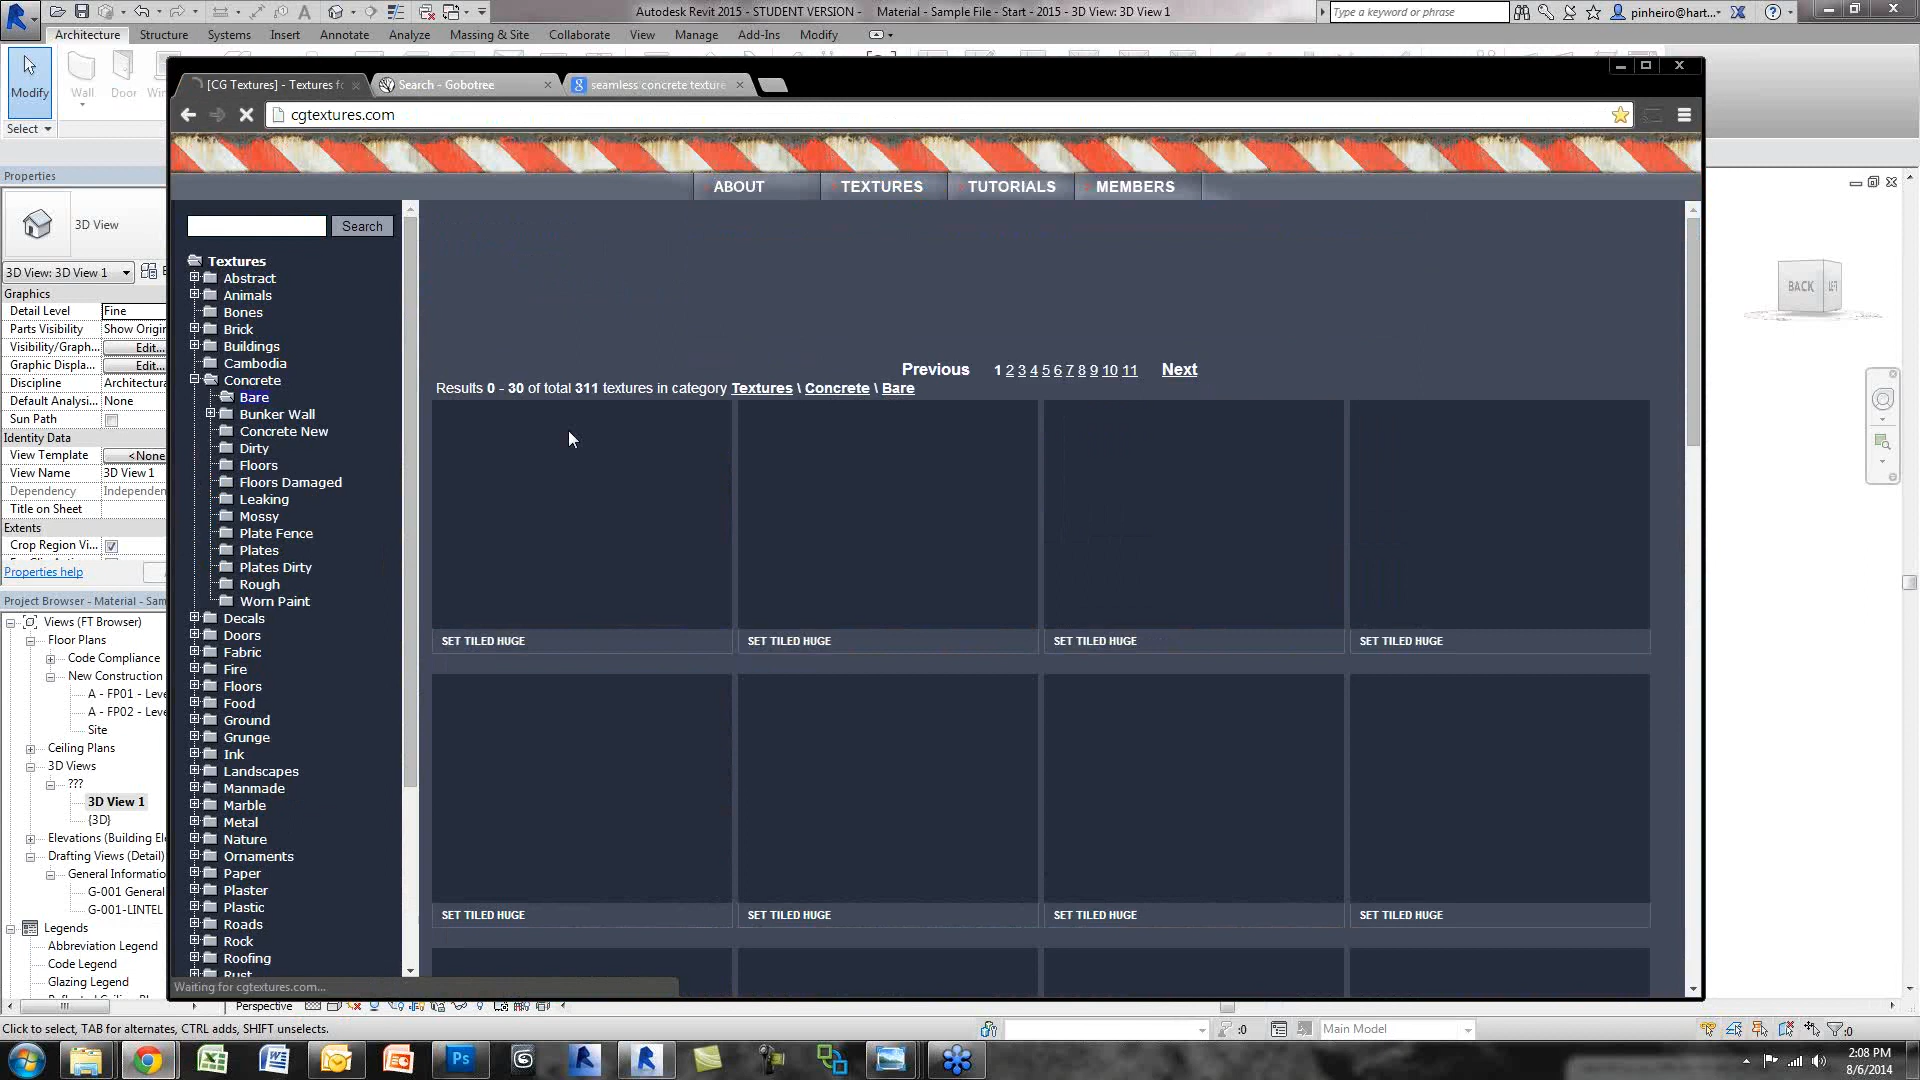 Autodesk Revit 2015 - STUDENT VERSION - Material - Sample File - Start - 2015 - 3D View: 3D View 1
Type a keyword or phrase
pinheiro@hart...
Architecture Structure Systems Insert Annotate Analyze Massing & Site Collaborate View Manage Add-Ins Modify
Modify
Wall
Door
Select
[CG Textures] - Textures fo
Search - Gobotree
seamless concrete texture
cgtextures.com
ABOUT
TEXTURES
TUTORIALS
MEMBERS
Search
Textures
Abstract
Animals
Bones
Brick
Buildings
Cambodia
Concrete
Bare
Bunker Wall
Concrete New
Dirty
Floors
Floors Damaged
Leaking
Mossy
Plate Fence
Plates
Plates Dirty
Rough
Worn Paint
Decals
Doors
Fabric
Fire
Floors
Food
Ground
Grunge
Ink
Landscapes
Manmade
Marble
Metal
Nature
Ornaments
Paper
Plaster
Plastic
Roads
Rock
Roofing
Rust
Previous 1 2 3 4 5 6 7 8 9 10 11 Next
Results 0 - 30 of total 311 textures in category Textures \ Concrete \ Bare
SET TILED HUGE
SET TILED HUGE
SET TILED HUGE
SET TILED HUGE
SET TILED HUGE
SET TILED HUGE
SET TILED HUGE
SET TILED HUGE
Waiting for cgtextures.com...
Properties
3D View
3D View: 3D View 1
Graphics
Detail Level Fine
Parts Visibility Show Origin
Visibility/Graph... Edit...
Graphic Displa... Edit...
Discipline Architectura
Default Analysi... None
Sun Path
Identity Data
View Template <None
View Name 3D View 1
Dependency Independen
Title on Sheet
Extents
Crop Region Vi...
Properties help
Project Browser - Material - Sam
Views (FT Browser)
Floor Plans
Code Compliance
New Construction
A - FP01 - Leve
A - FP02 - Leve
Site
Ceiling Plans
3D Views
???
3D View 1
{3D}
Elevations (Building El
Drafting Views (Detail)
General Informatio
G-001 General
G-001-LINTEL
Legends
Abbreviation Legend
Code Legend
Glazing Legend
BACK
Perspective
Click to select, TAB for alternates, CTRL adds, SHIFT unselects.
:0
Main Model
:0
Ps
2:08 PM
8/6/2014